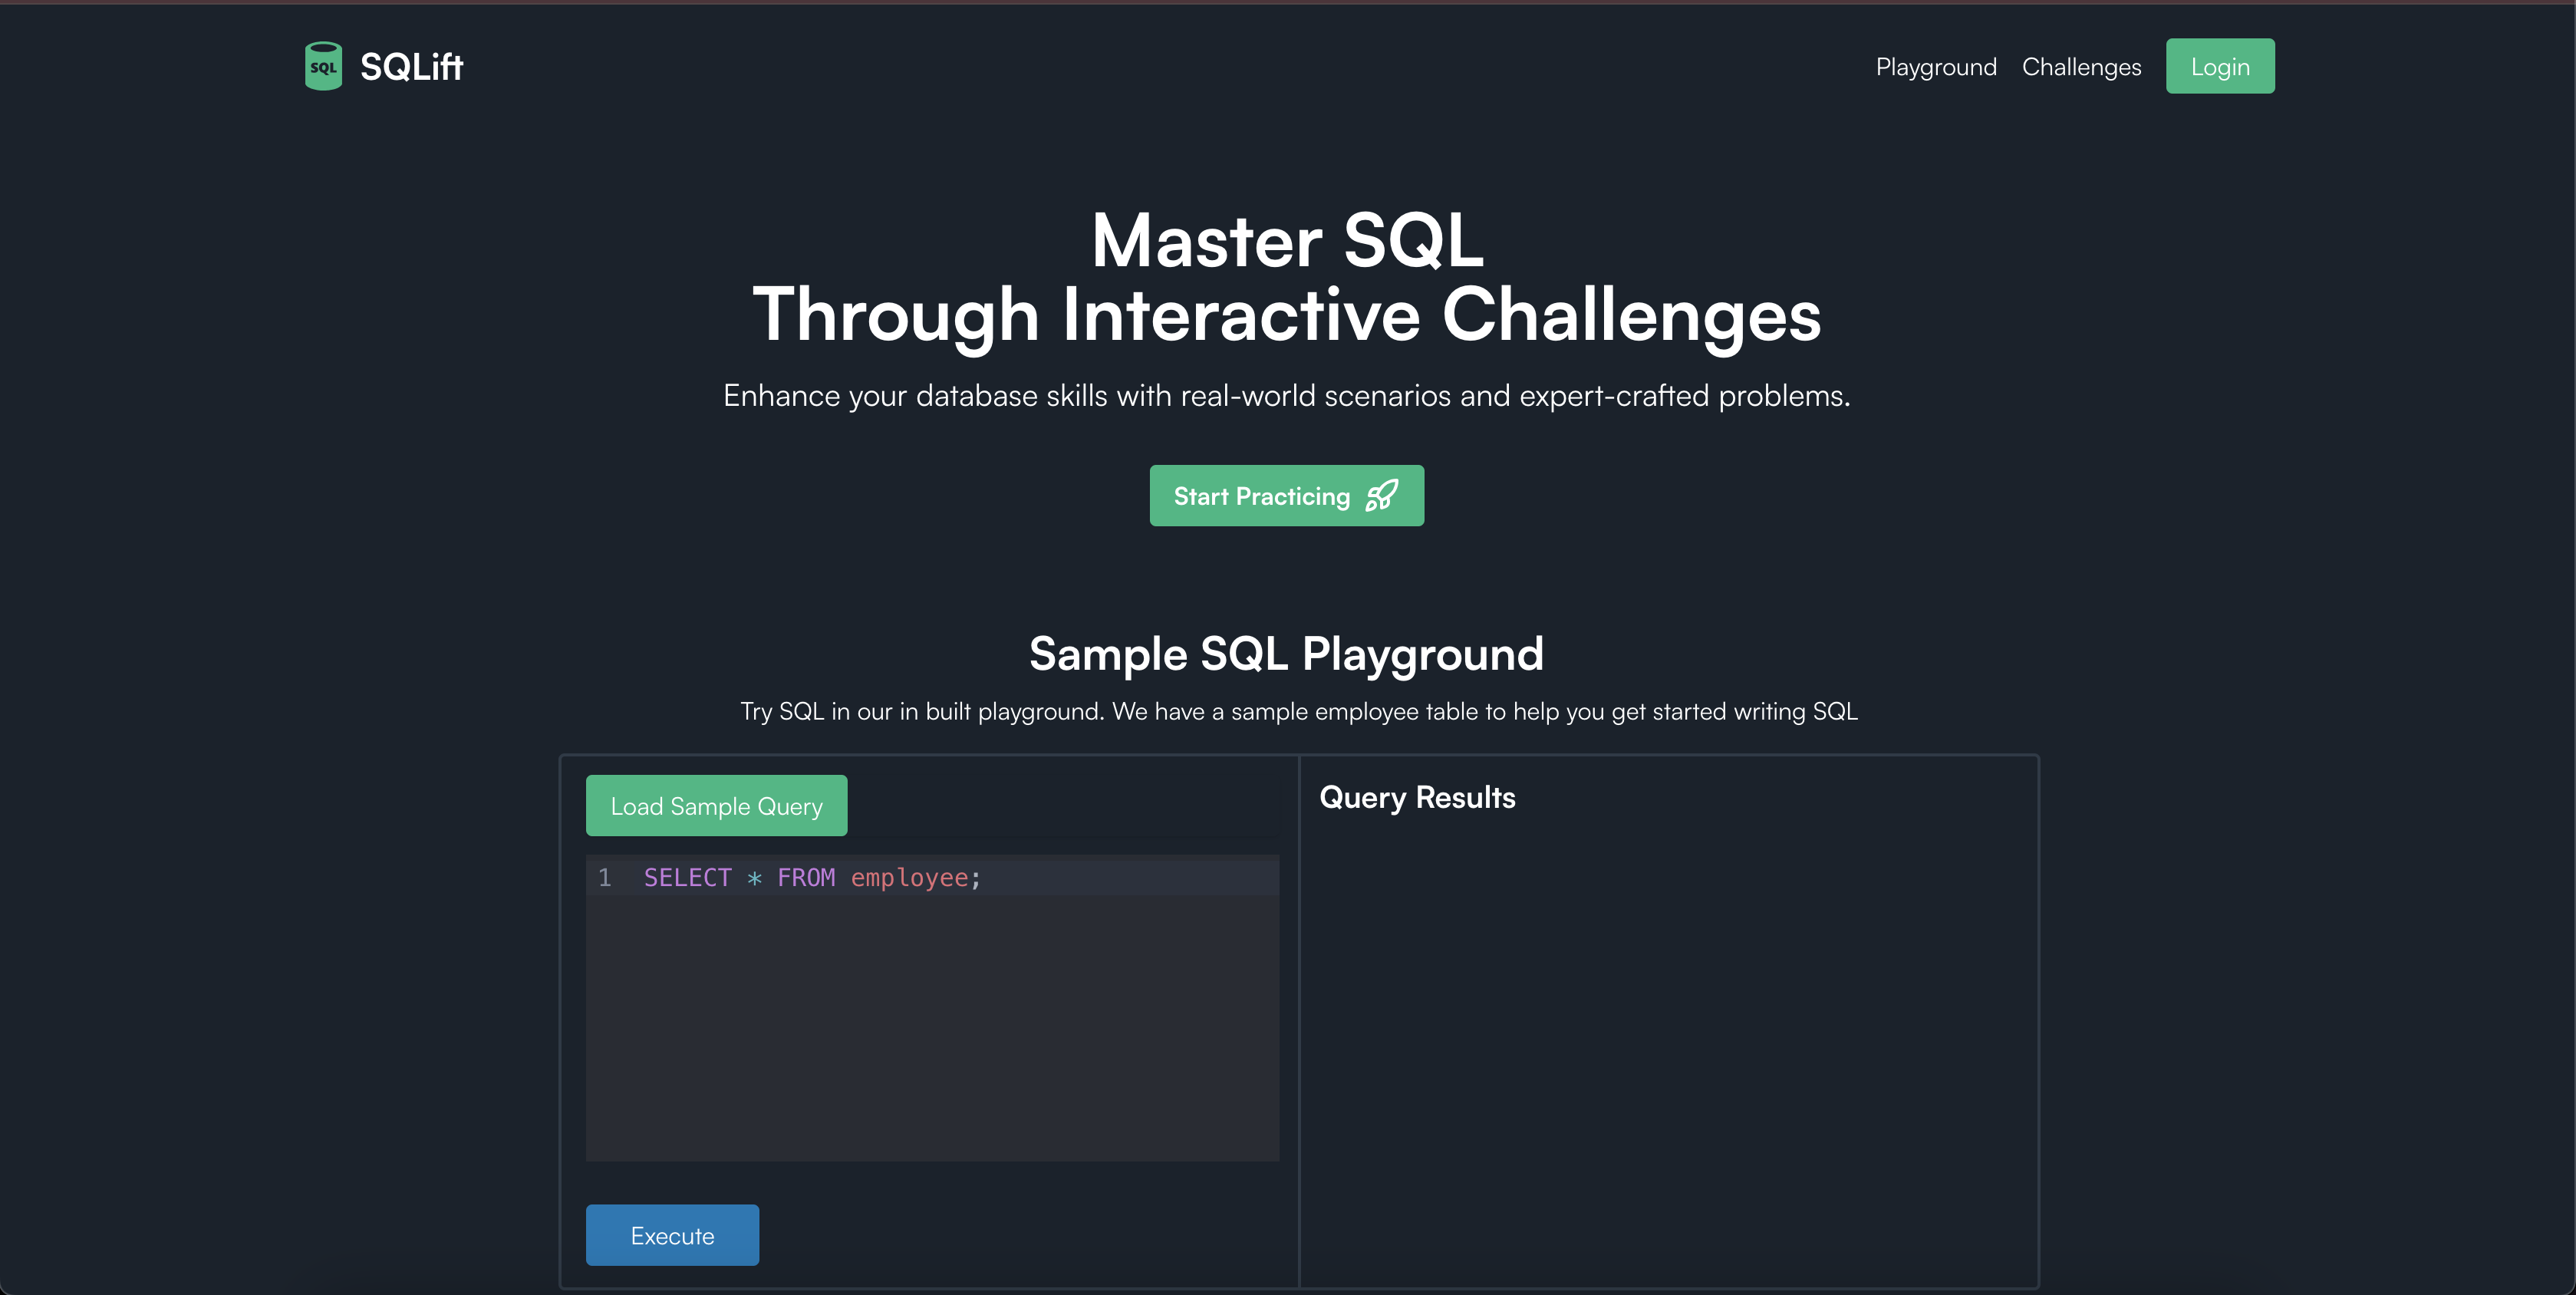 SQL SQLift
Playground Challenges Login
Master SQL
Through Interactive Challenges
Enhance your database skills with real-world scenarios and expert-crafted problems.
Start Practicing
Sample SQL Playground
Try SQL in our in built playground. We have a sample employee table to help you get started writing SQL
Load Sample Query
1 SELECT * FROM employee;
Execute
Query Results